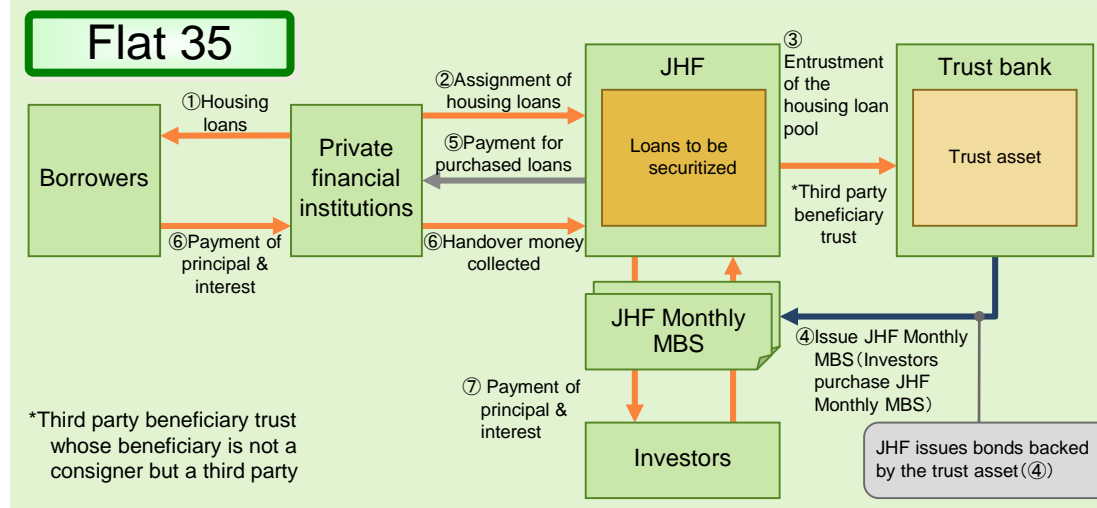 Flat 35
①Housing
loans
Borrowers
⑥Payment of
principal &
interest
Private
financial
institutions
②Assignment of
housing loans
⑤Payment for
purchased loans
⑥Handover money
collected
JHF
Loans to be
securitized
③
Entrustment
of the
housing loan
pool
*Third party
beneficiary
trust
Trust bank
Trust asset
JHF Monthly
MBS
④Issue JHF Monthly
MBS（Investors
purchase JHF
Monthly MBS）
⑦ Payment of
principal &
interest
Investors
JHF issues bonds backed
by the trust asset（④）
*Third party beneficiary trust
whose beneficiary is not a
consigner but a third party